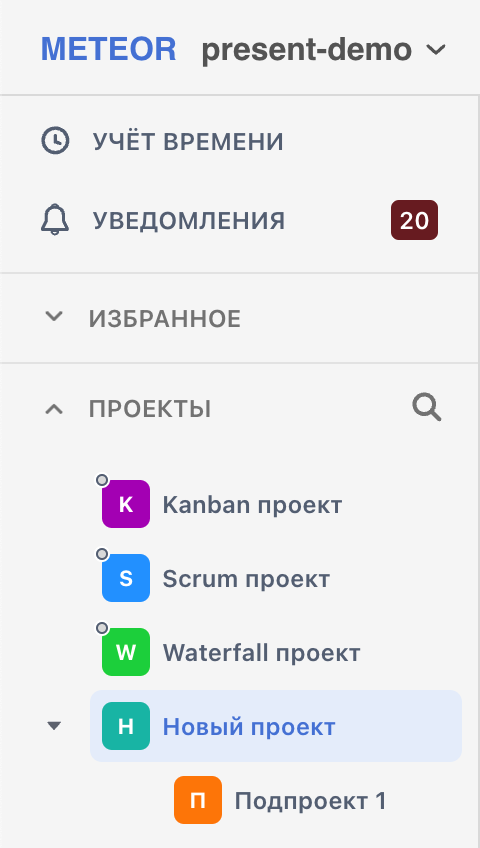 METEOR present-demo
УЧЁТ ВРЕМЕНИ
УВЕДОМЛЕНИЯ 20
ИЗБРАННОЕ
ПРОЕКТЫ
K Kanban проект
S Scrum проект
W Waterfall проект
Н Новый проект
П Подпроект 1